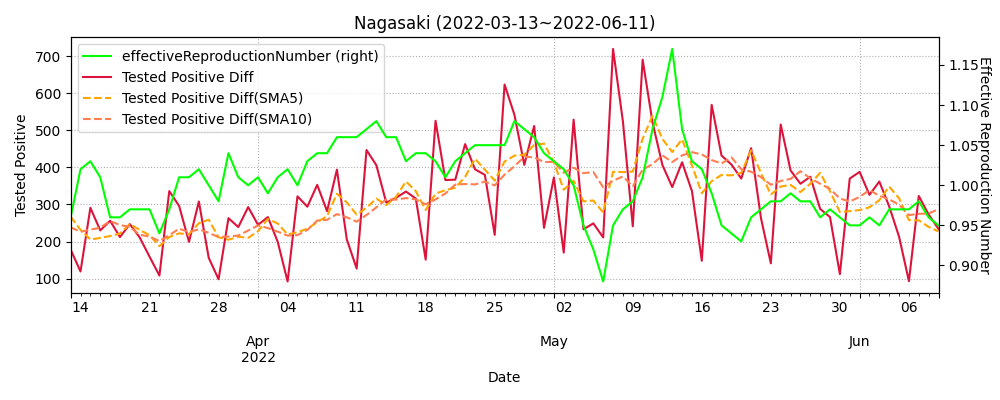 Nagasaki (2022-03-13~2022-06-11)
effectiveReproductionNumber (right)
Tested Positive Diff
Tested Positive Diff(SMA5)
Tested Positive Diff(SMA10)
Tested Positive
700
600
500
400
300
200
100
1.15
1.10
1.05
1.00
0.95
0.90
Effective Reproduction Number
14 21 28 04 11 18 25 02 09 16 23 30 06
Apr May Jun
2022
Date